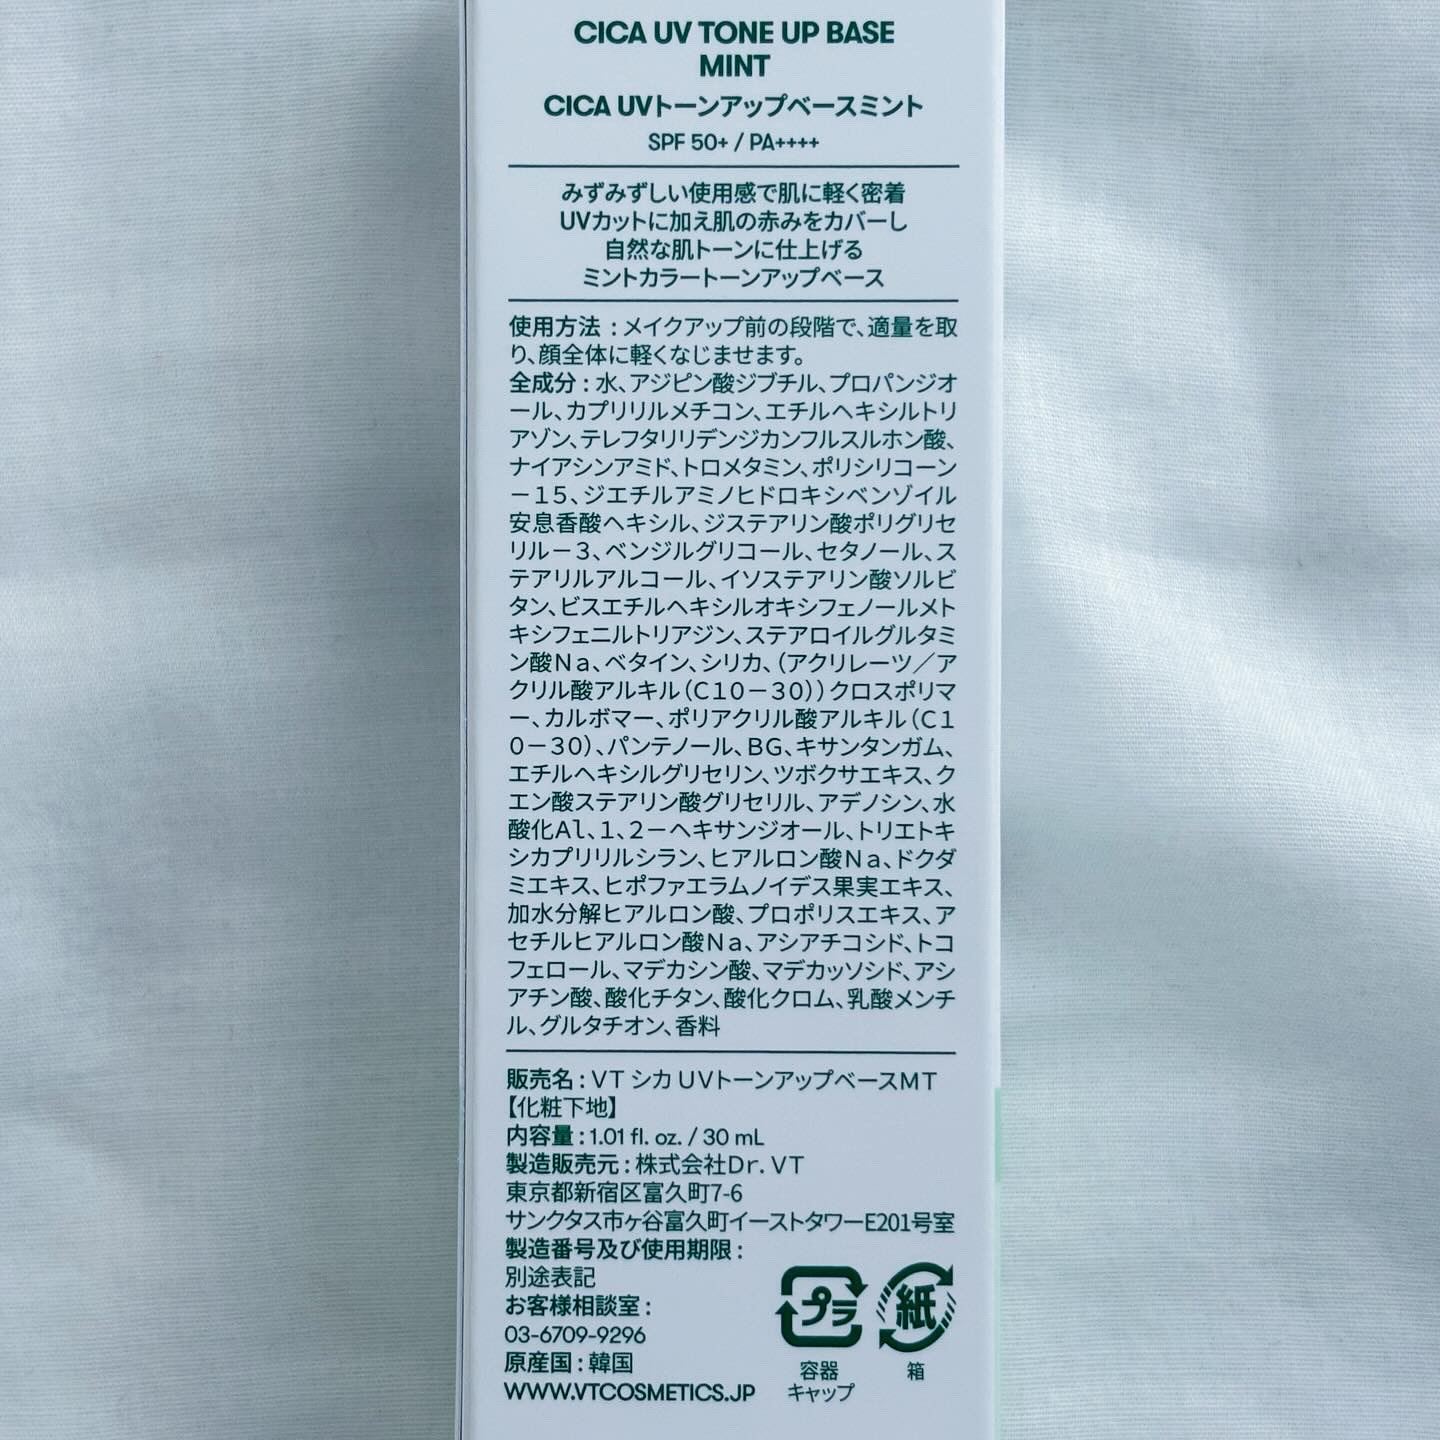 CICA UV TONE UP BASE
MINT
CICA UVトーンアップベースミント
SPF 50+ / PA++++
みずみずしい使用感で肌に軽く密着
UVカットに加え肌の赤みをカバーし
自然な肌トーンに仕上げる
ミントカラートーンアップベース
使用方法：メイクアップ前の段階で、適量を取
り、顔全体に軽くなじませます。
全成分：水、アジピン酸ジブチル、プロパンジオ
ール、カプリリルメチコン、エチルヘキシルトリ
アゾン、テレフタリリデンジカンフルスルホン酸、
ナイアシンアミド、トロメタミン、ポリシリコーン
－１５、ジエチルアミノヒドロキシベンゾイル
安息香酸ヘキシル、ジステアリン酸ポリグリセ
リル－３、ベンジルグリコール、セタノール、ス
テアリルアルコール、イソステアリン酸ソルビ
タン、ビスエチルヘキシルオキシフェノールメト
キシフェニルトリアジン、ステアロイルグルタミ
ン酸Ｎａ、ベタイン、シリカ、（アクリレーツ／ア
クリル酸アルキル（Ｃ１０－３０））クロスポリマ
ー、カルボマー、ポリアクリル酸アルキル（Ｃ１
０－３０）、パンテノール、ＢＧ、キサンタンガム、
エチルヘキシルグリセリン、ツボクサエキス、ク
エン酸ステアリン酸グリセリル、アデノシン、水
酸化Ａｌ、１、２－ヘキサンジオール、トリエトキ
シカプリリルシラン、ヒアルロン酸Ｎａ、ドクダ
ミエキス、ヒポファエラムノイデス果実エキス、
加水分解ヒアルロン酸、プロポリスエキス、ア
セチルヒアルロン酸Ｎａ、アシアチコシド、トコ
フェロール、マデカシン酸、マデカッソシド、アシ
アチン酸、酸化チタン、酸化クロム、乳酸メンチ
ル、グルタチオン、香料
販売名：ＶＴ シカ ＵＶトーンアップベースＭＴ
【化粧下地】
内容量：1.01 fl. oz. / 30 mL
製造販売元：株式会社Ｄｒ．ＶＴ
東京都新宿区富久町7-6
サンクタス市ヶ谷富久町イーストタワーE201号室
製造番号及び使用期限：
別途表記
お客様相談室：
03-6709-9296
原産国：韓国
WWW.VTCOSMETICS.JP
プラ
容器
キャップ
紙
箱